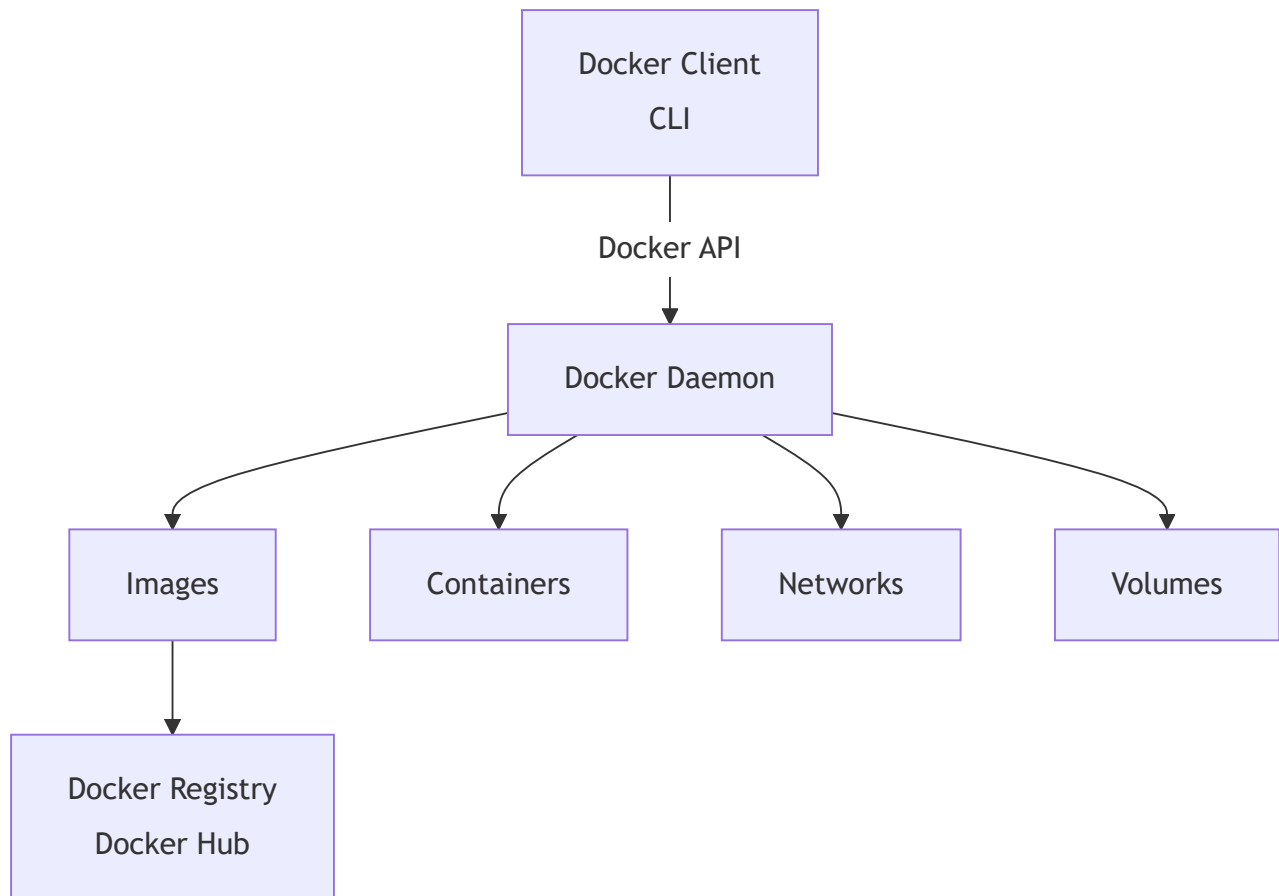 Docker Client
CLI
Docker API
Docker Daemon
Images
Containers
Networks
Volumes
Docker Registry
Docker Hub